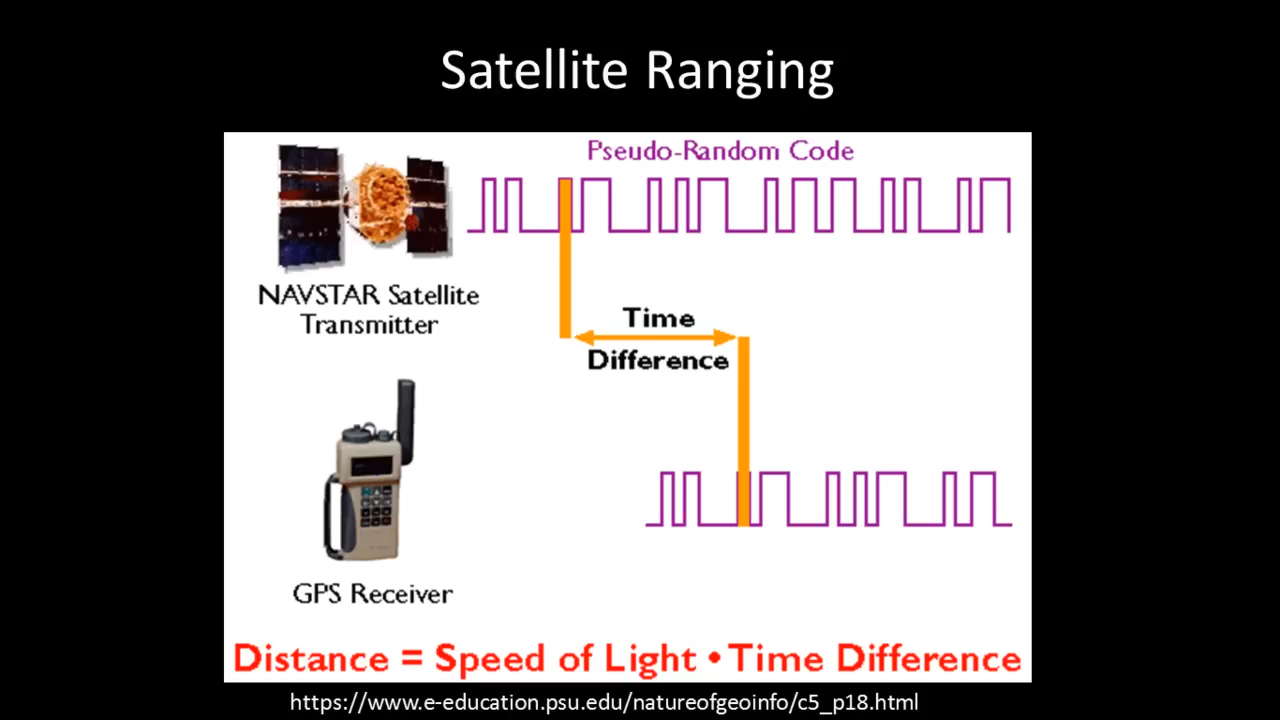 Satellite Ranging
Pseudo-Random Code
NAVSTAR Satellite
Transmitter
Time
Difference
GPS Receiver
Distance = Speed of Light • Time Difference
https://www.e-education.psu.edu/natureofgeoinfo/c5_p18.html